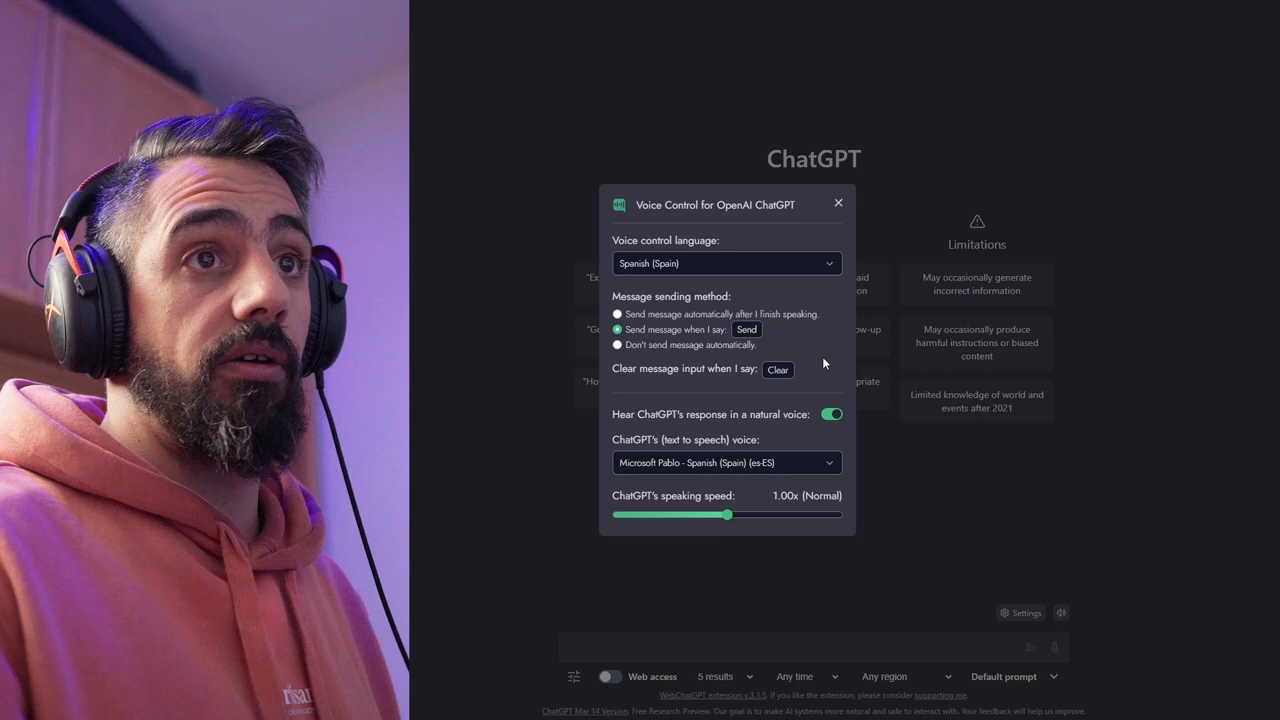 ChatGPT
Voice Control for OpenAI ChatGPT
Voice control language:
Spanish (Spain)
Message sending method:
Send message automatically after I finish speaking.
Send message when I say: Send
Don't send message automatically.
Clear message input when I say: Clear
Hear ChatGPT's response in a natural voice:
ChatGPT's (text to speech) voice:
Microsoft Pablo - Spanish (Spain) (es-ES)
ChatGPT's speaking speed: 1.00x (Normal)
Limitations
May occasionally generate
incorrect information
May occasionally produce
harmful instructions or biased
content
Limited knowledge of world and
events after 2021
Settings
Web access 5 results Any time Any region Default prompt
WebChatGPT extension v.3.1.5. If you like the extension, please consider supporting me.
ChatGPT Mar 14 Version. Free Research Preview. Our goal is to make AI systems more natural and safe to interact with. Your feedback will help us improve.